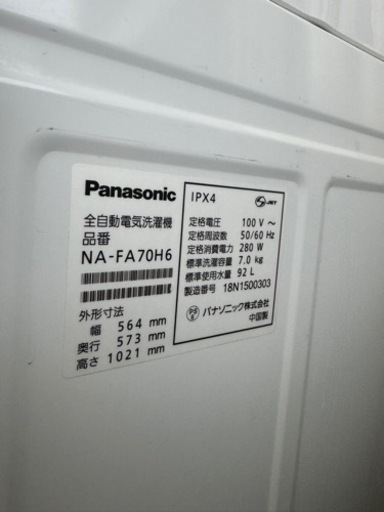 Panasonic
全自動電気洗濯機
品番
NA-FA70H6
外形寸法
幅 564 mm
奥行 573 mm
高さ 1021 mm
IPX4
JET
定格電圧 100 V ～
定格周波数 50/60 Hz
定格消費電力 280 W
標準洗濯容量 7.0 kg
標準使用水量 92 L
製造番号 18N1500303
PS E
パナソニック株式会社
中国製